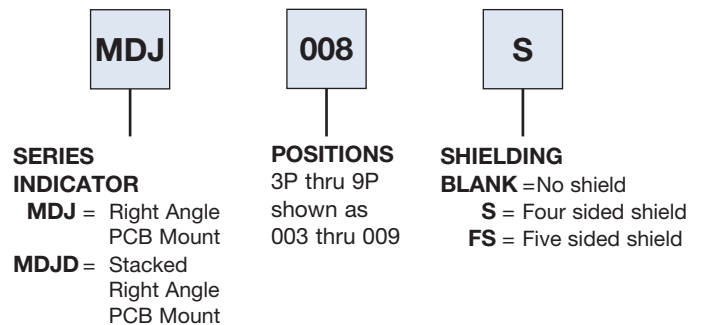 MDJ
008
S
SERIES
INDICATOR
MDJ = Right Angle
PCB Mount
MDJD = Stacked
Right Angle
PCB Mount
POSITIONS
3P thru 9P
shown as
003 thru 009
SHIELDING
BLANK =No shield
S = Four sided shield
FS = Five sided shield